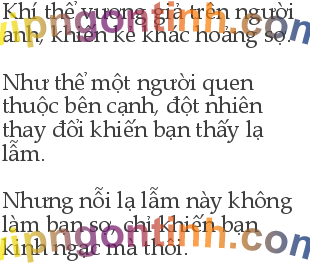 Khí thể vương giả trên người
anh, khiến kẻ khác hoảng sợ.
Như thể một người quen
thuộc bên cạnh, đột nhiên
thay đổi khiến bạn thấy lạ
lẫm.
Nhưng nỗi lạ lẫm này không
làm bạn sợ, chỉ khiến bạn
kinh ngạc mà thôi.